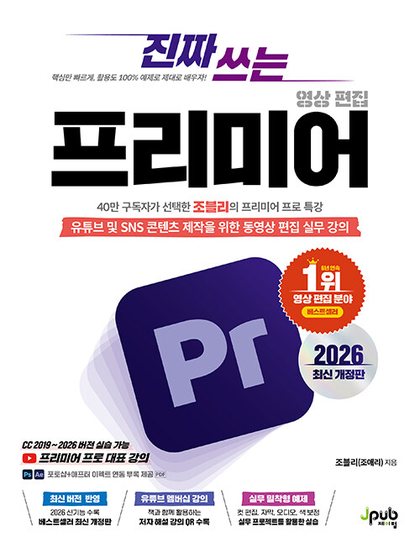 진짜 쓰는
핵심만 빠르게, 활용도 100% 예제로 제대로 배우자!
영상 편집
프리미어
40만 구독자가 선택한 조블리의 프리미어 프로 특강
유튜브 및 SNS 콘텐츠 제작을 위한 동영상 편집 실무 강의
6년 연속
1위
영상 편집 분야
베스트셀러
Pr
2026
최신 개정판
CC 2019 ~ 2026 버전 실습 가능
프리미어 프로 대표 강의
Ps Ae 포토샵+애프터 이펙트 연동 부록 제공 PDF
조블리(조애리) 지음
최신 버전 반영
2026 신기능 수록
베스트셀러 최신 개정판
유튜브 멤버십 강의
책과 함께 활용하는
저자 해설 강의 QR 수록
실무 밀착형 예제
컷 편집, 자막, 오디오, 색 보정
실무 프로젝트를 활용한 실습
Jpub
제이펍